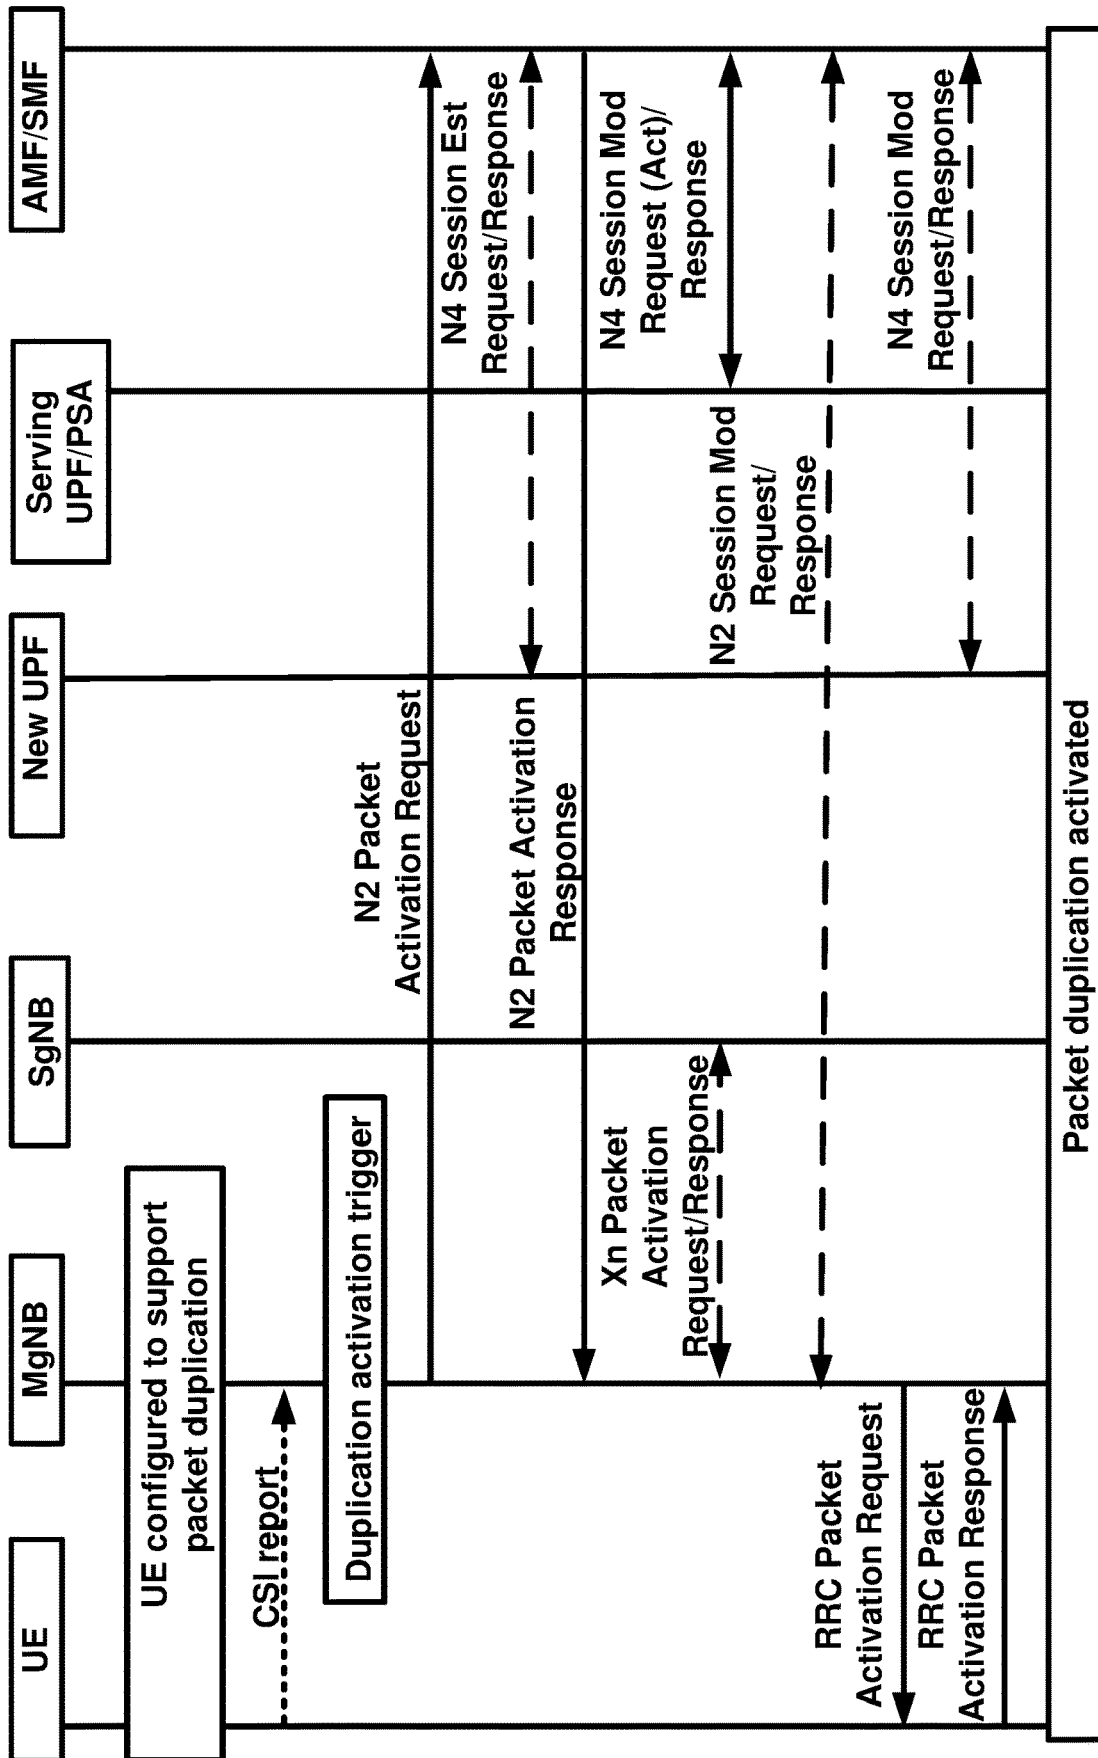 UE
MgNB
SgNB
New UPF
Serving
UPF/PSA
AMF/SMF
UE configured to support
packet duplication
CSI report
Duplication activation trigger
N2 Packet
Activation Request
N4 Session Est
Request/Response
N2 Packet Activation
Response
Xn Packet
Activation
Request/Response
N4 Session Mod
Request (Act)/
Response
N2 Session Mod
Request/
Response
RRC Packet
Activation Request
RRC Packet
Activation Response
N4 Session Mod
Request/Response
Packet duplication activated